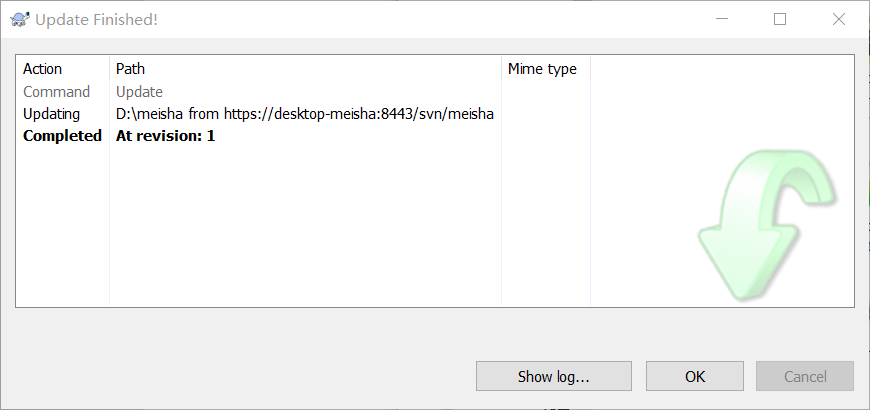 Update Finished!
Action Path Mime type
Command Update
Updating D:\meisha from https://desktop-meisha:8443/svn/meisha
Completed At revision: 1
Show log... OK Cancel